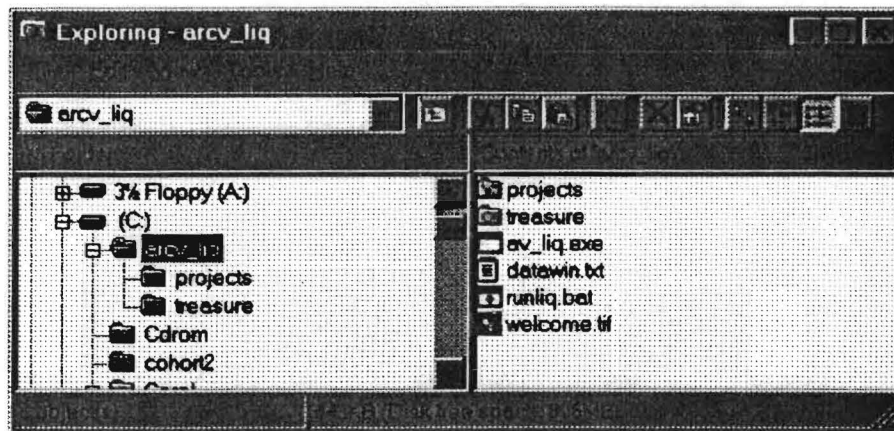 Exploring - arcv_liq
arcv_liq
3½ Floppy (A:)
(C:)
arcv_liq
projects
treasure
Cdrom
cohort2
projects
treasure
av_liq.exe
datawin.txt
runliq.bat
welcome.tif